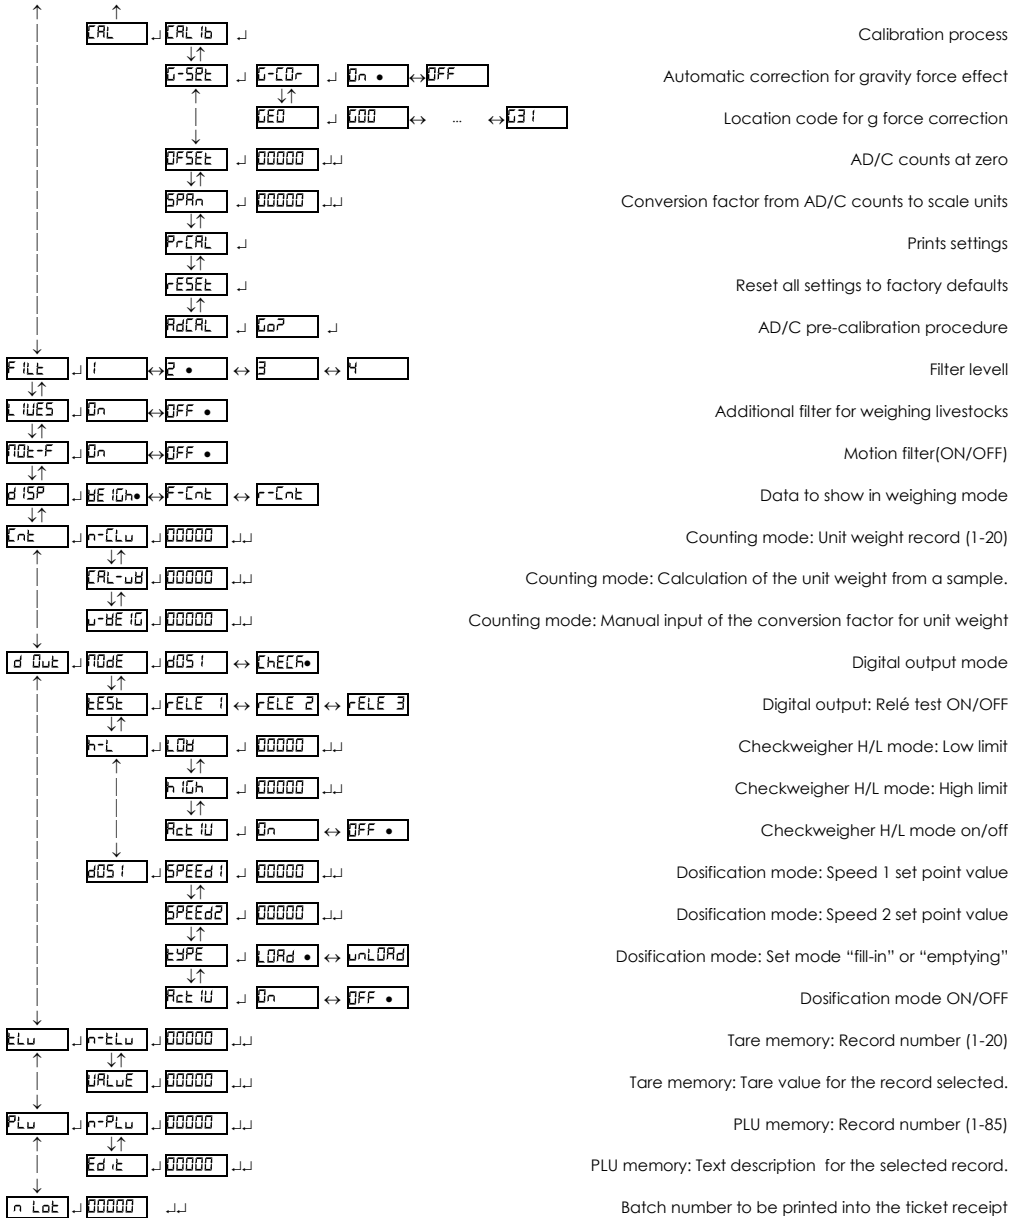 ↑ ↑
CAL ↵ CALIb ↵ Calibration process
↓↑
G-SPt ↵ G-COr ↵ On • ↔ OFF Automatic correction for gravity force effect
↑ ↓↑
GEO ↵ G00 ↔ ... ↔ G31 Location code for g force correction
↓
OFSEt ↵ 00000 ↵↵ AD/C counts at zero
↓↑
SPAn ↵ 00000 ↵↵ Conversion factor from AD/C counts to scale units
↓↑
PrCAL ↵ Prints settings
↓↑
rESEt ↵ Reset all settings to factory defaults
↓↑
AdCAL ↵ Go? ↵ AD/C pre-calibration procedure
↓
FILt ↵ 1 ↔ 2 • ↔ 3 ↔ 4 Filter levell
↓↑
LIVES ↵ On ↔ OFF • Additional filter for weighing livestocks
↓↑
MOt-F ↵ On ↔ OFF • Motion filter(ON/OFF)
↓↑
dISP ↵ WEIGh• ↔ F-Cnt ↔ r-Cnt Data to show in weighing mode
↓↑
Cnt ↵ n-CLu ↵ 00000 ↵↵ Counting mode: Unit weight record (1-20)
↑ ↓↑
CAL-uW ↵ 00000 ↵↵ Counting mode: Calculation of the unit weight from a sample.
↓↑
u-WEIG ↵ 00000 ↵↵ Counting mode: Manual input of the conversion factor for unit weight
↓
d Out ↵ MOdE ↵ dOS1 ↔ ChECK• Digital output mode
↑ ↓↑
tESt ↵ rELE 1 ↔ rELE 2 ↔ rELE 3 Digital output: Relé test ON/OFF
↓↑
h-L ↵ LOW ↵ 00000 ↵↵ Checkweigher H/L mode: Low limit
↑ ↓↑
hIGh ↵ 00000 ↵↵ Checkweigher H/L mode: High limit
↓↑
ActIV ↵ On ↔ OFF • Checkweigher H/L mode on/off
↓
dOS1 ↵ SPEEd1 ↵ 00000 ↵↵ Dosification mode: Speed 1 set point value
↓↑
SPEEd2 ↵ 00000 ↵↵ Dosification mode: Speed 2 set point value
↓↑
tYPE ↵ LOAd • ↔ unLOAd Dosification mode: Set mode “fill-in” or “emptying”
↓↑
ActIV ↵ On ↔ OFF • Dosification mode ON/OFF
↓
tLu ↵ n-tLu ↵ 00000 ↵↵ Tare memory: Record number (1-20)
↑ ↓↑
VALuE ↵ 00000 ↵↵ Tare memory: Tare value for the record selected.
↓
PLu ↵ n-PLu ↵ 00000 ↵↵ PLU memory: Record number (1-85)
↑ ↓↑
Edit ↵ 00000 ↵↵ PLU memory: Text description for the selected record.
↓
n Lot ↵ 00000 ↵↵ Batch number to be printed into the ticket receipt